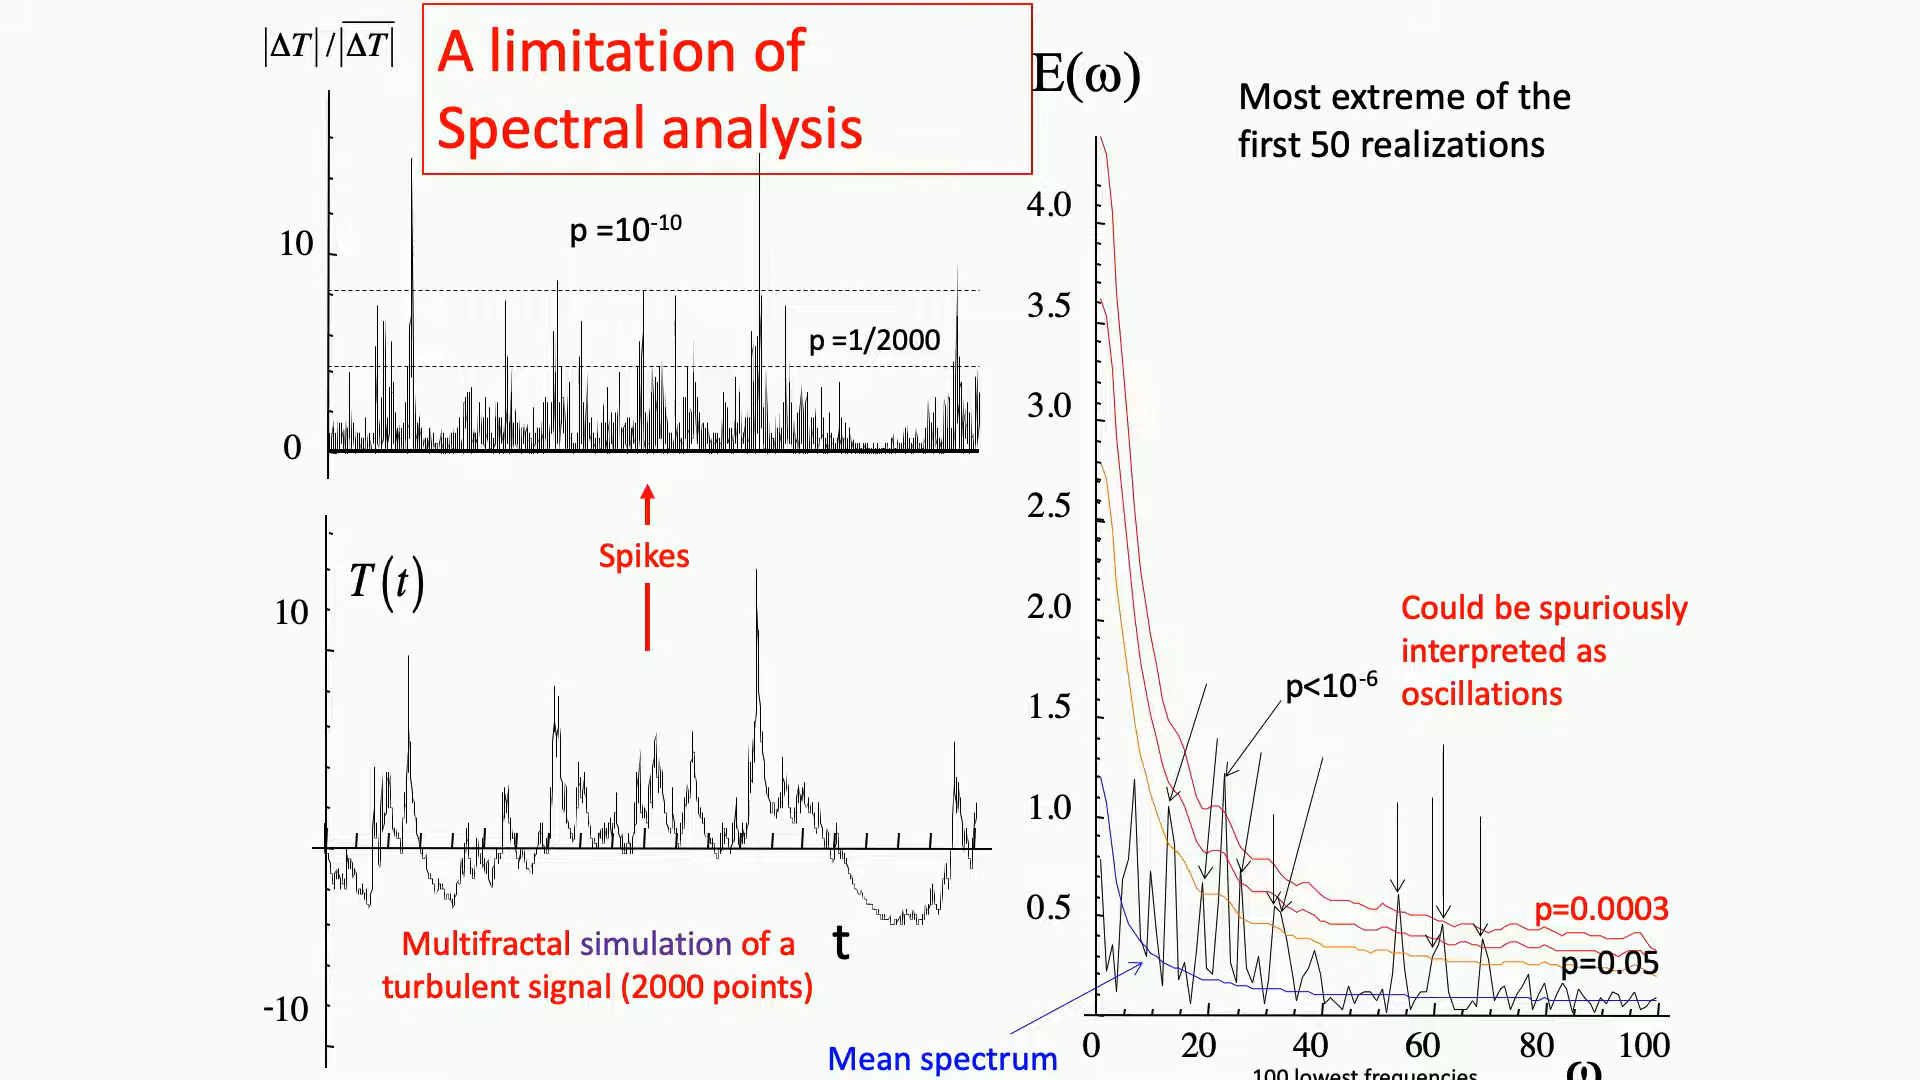 |ΔT| / |ΔT|
A limitation of
Spectral analysis
E(ω)
Most extreme of the
first 50 realizations
p =10-10
10
p =1/2000
0
Spikes
T(t)
10
-10
t
Multifractal simulation of a
turbulent signal (2000 points)
4.0
3.5
3.0
2.5
2.0
1.5
1.0
0.5
Could be spuriously
interpreted as
oscillations
p<10-6
p=0.0003
p=0.05
Mean spectrum
0 20 40 60 80 100
100 lowest frequencies
ω